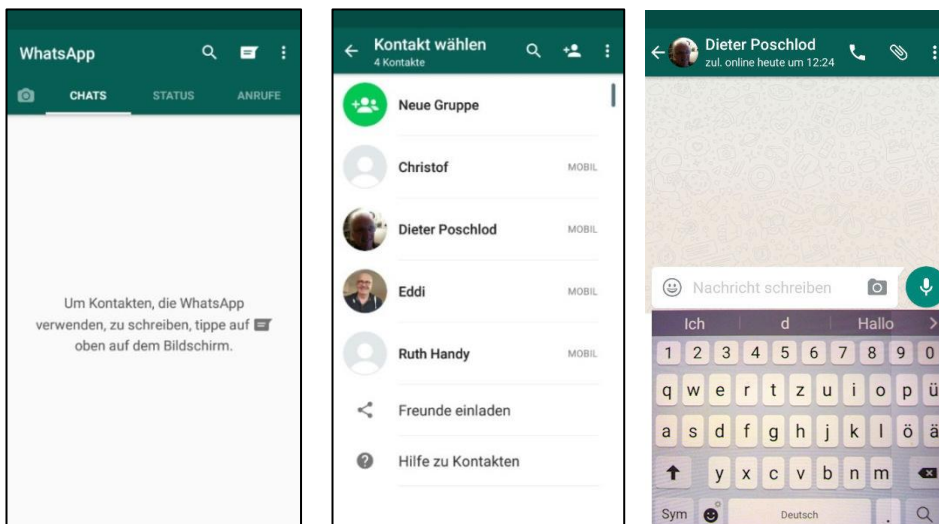 WhatsApp
CHATS STATUS ANRUFE
Um Kontakten, die WhatsApp
verwenden, zu schreiben, tippe auf
oben auf dem Bildschirm.
Kontakt wählen
4 Kontakte
Neue Gruppe
Christof MOBIL
Dieter Poschlod MOBIL
Eddi MOBIL
Ruth Handy MOBIL
Freunde einladen
Hilfe zu Kontakten
Dieter Poschlod
zul. online heute um 12:24
Nachricht schreiben
Ich d Hallo
1 2 3 4 5 6 7 8 9 0
q w e r t z u i o p ü
a s d f g h j k l ö ä
y x c v b n m
Sym Deutsch .